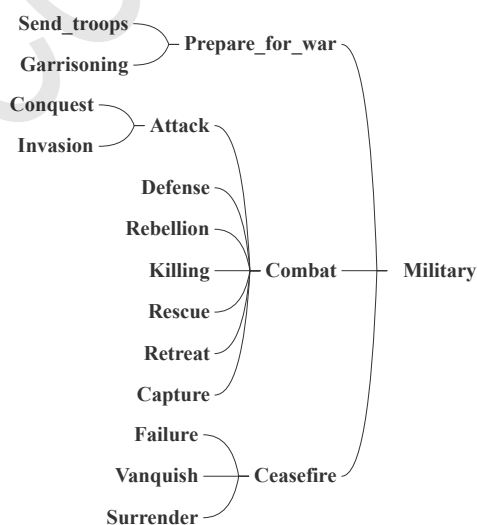 Send_troops
Prepare_for_war
Garrisoning
Conquest
Attack
Invasion
Defense
Rebellion
Killing
Combat
Military
Rescue
Retreat
Capture
Failure
Vanquish
Ceasefire
Surrender